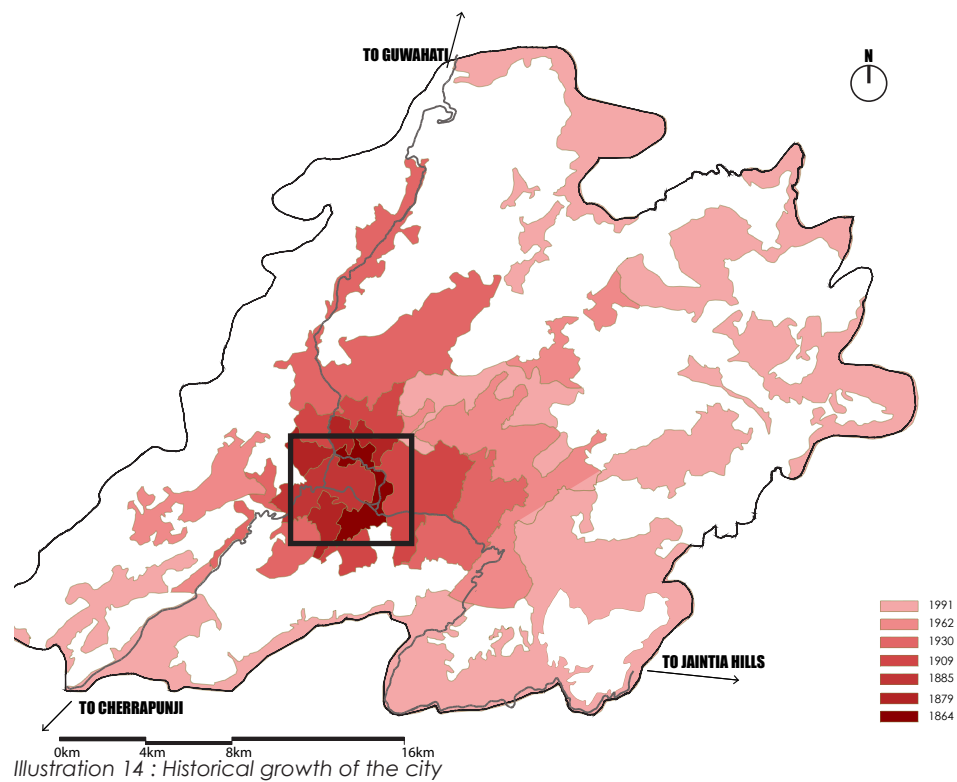 TO GUWAHATI
N
1991
1962
1930
1909
1885
1879
1864
TO JAINTIA HILLS
TO CHERRAPUNJI
0km 4km 8km 16km
Illustration 14 : Historical growth of the city